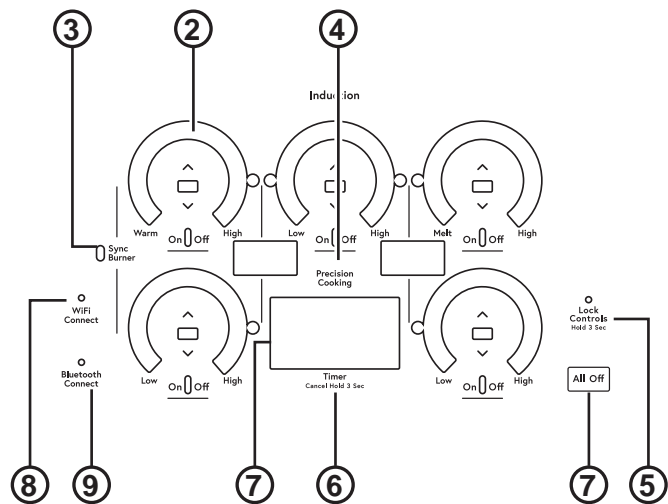 3
2
4
Induction
Warm
High
Low
High
Melt
High
On Off
On Off
On Off
Sync
Burner
Precision
Cooking
WiFi
Connect
Lock
Controls
Hold 3 Sec
Bluetooth
Connect
Low
High
Timer
Cancel Hold 3 Sec
Low
High
All Off
On Off
On Off
8
9
7
6
7
5